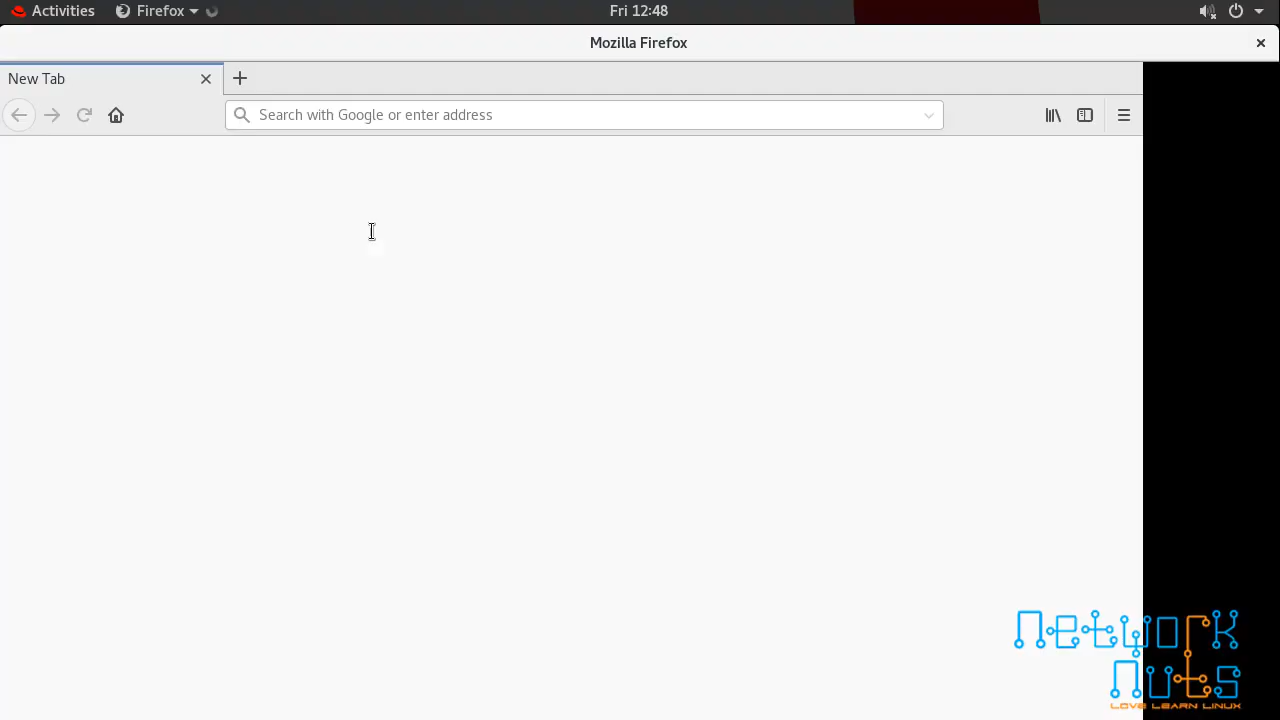 Activities
Firefox
Fri 12:48
Mozilla Firefox
New Tab
Search with Google or enter address
network
nuts
LOVE LEARN LINUX